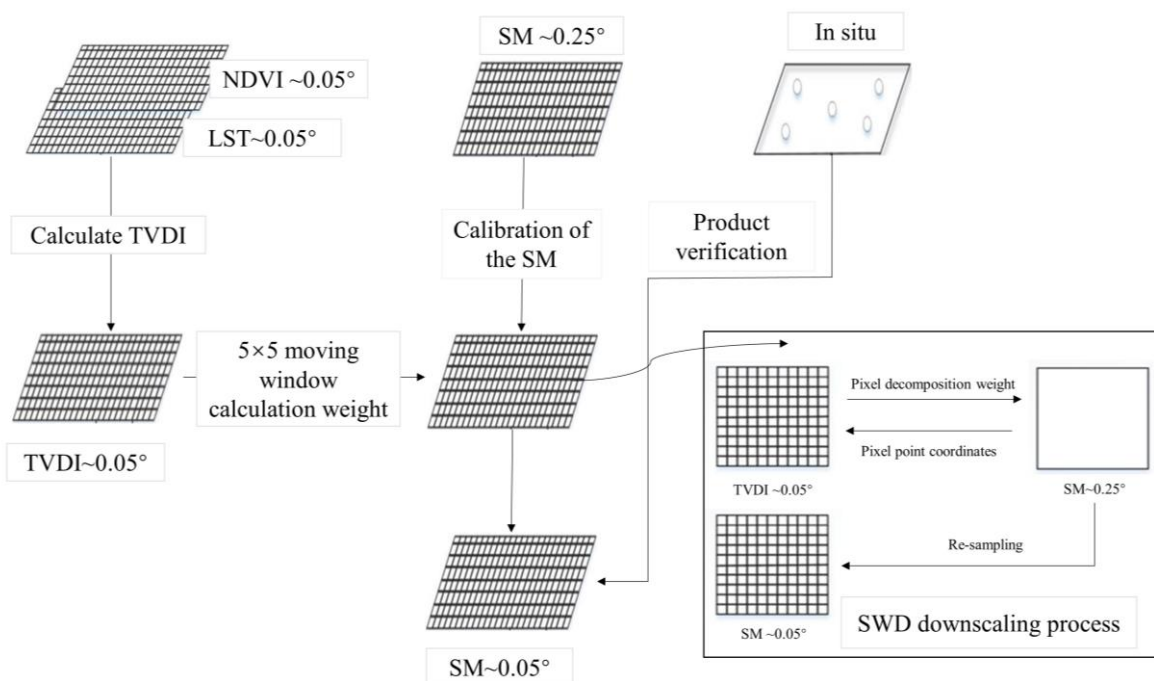 SM ~0.25°
In situ
NDVI ~0.05°
LST~0.05°
Calculate TVDI
Calibration of
the SM
Product
verification
5×5 moving
window
calculation weight
TVDI~0.05°
SM~0.05°
Pixel decomposition weight
Pixel point coordinates
TVDI ~0.05°
SM~0.25°
Re-sampling
SM ~0.05°
SWD downscaling process